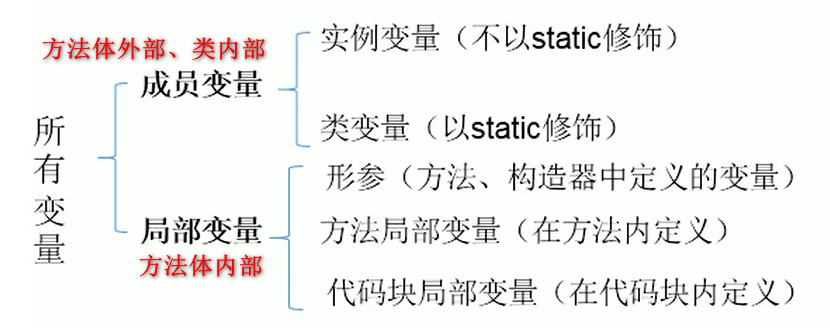 方法体外部、类内部
实例变量（不以static修饰）
成员变量
类变量（以static修饰）
所有变量
形参（方法、构造器中定义的变量）
局部变量
方法局部变量（在方法内定义）
方法体内部
代码块局部变量（在代码块内定义）